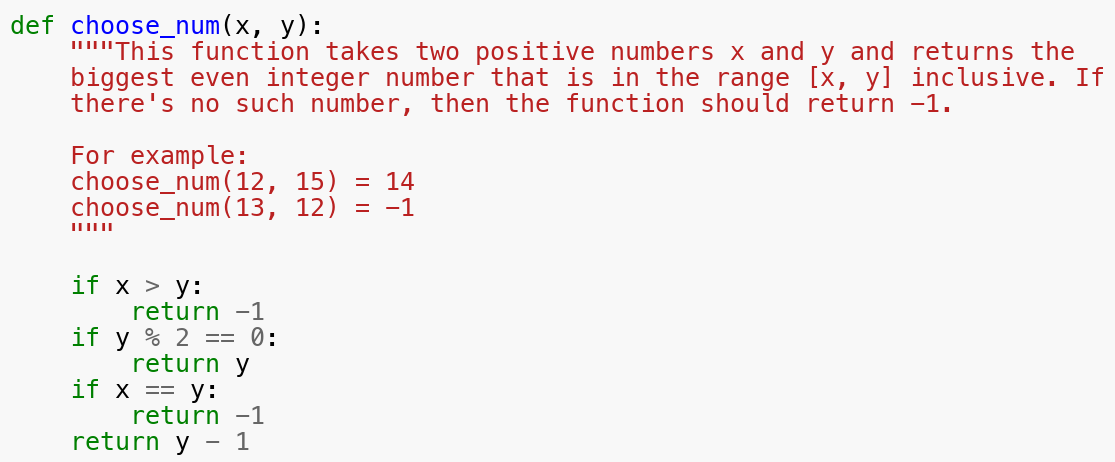 def choose_num(x, y):
    """This function takes two positive numbers x and y and returns the
    biggest even integer number that is in the range [x, y] inclusive. If
    there's no such number, then the function should return -1.

    For example:
    choose_num(12, 15) = 14
    choose_num(13, 12) = -1
    """

    if x > y:
        return -1
    if y % 2 == 0:
        return y
    if x == y:
        return -1
    return y - 1